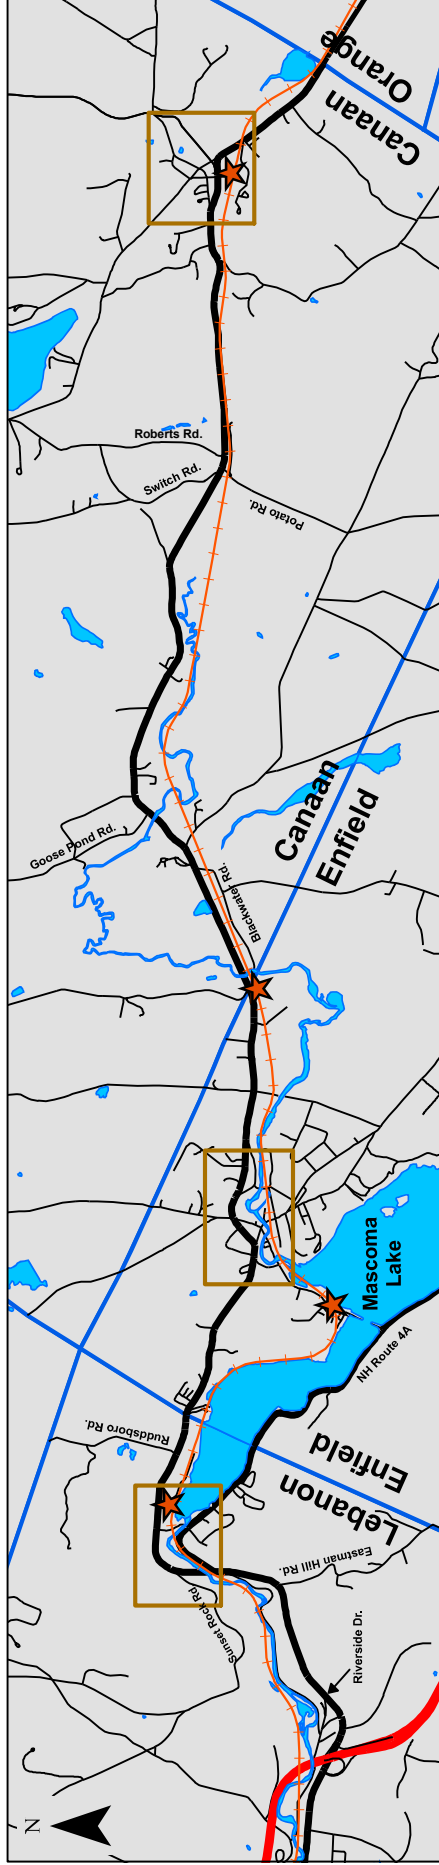 Orange
Canaan
Roberts Rd.
Switch Rd.
Potato Rd.
Goose Pond Rd.
Canaan
Enfield
Blackwater Rd.
Mascoma
Lake
NH Route 4A
Ruddsboro Rd.
Enfield
Lebanon
Eastman Hill Rd.
Sunset Rock Rd.
Riverside Dr.
N